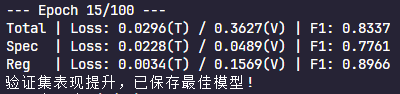 --- Epoch 15/100 ---
Total | Loss: 0.0296(T) / 0.3627(V) | F1: 0.8337
Spec  | Loss: 0.0228(T) / 0.0489(V) | F1: 0.7761
Reg   | Loss: 0.0034(T) / 0.1569(V) | F1: 0.8966
验证集表现提升，已保存最佳模型！